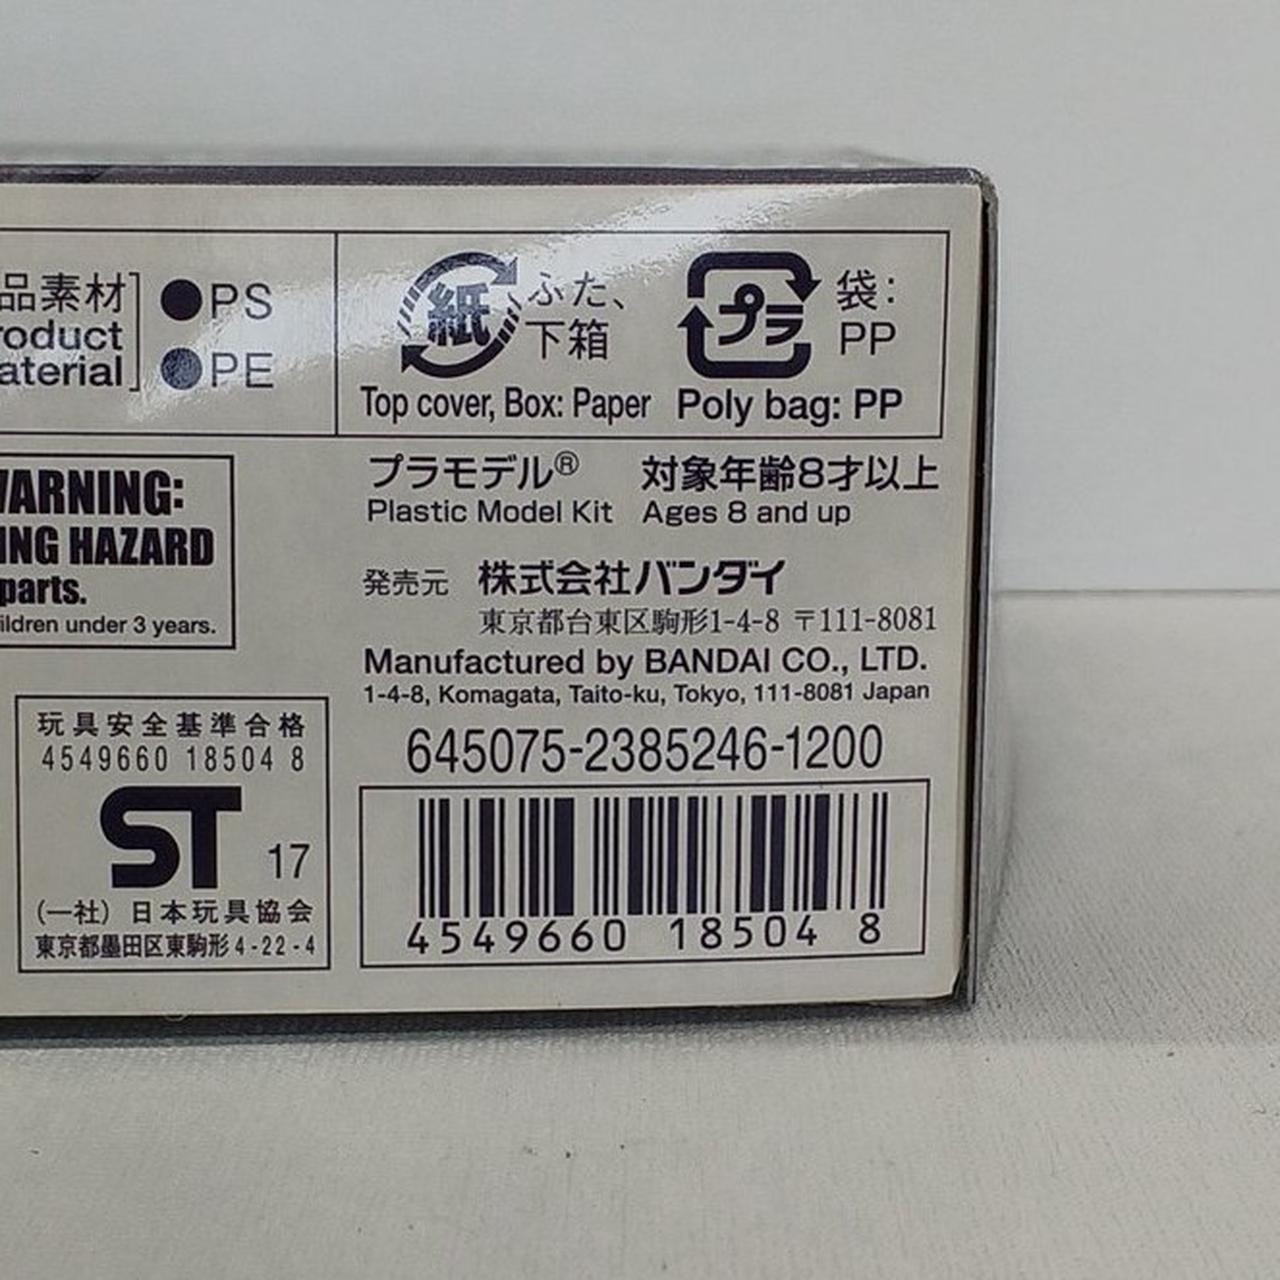 品素材 ●PS
roduct
aterial ●PE
紙 ふた、
下箱
Top cover, Box: Paper
プラ 袋:
PP
Poly bag: PP
WARNING:
ING HAZARD
parts.
ildren under 3 years.
プラモデル® 対象年齢8才以上
Plastic Model Kit Ages 8 and up
発売元 株式会社バンダイ
東京都台東区駒形1-4-8 〒111-8081
Manufactured by BANDAI CO., LTD.
1-4-8, Komagata, Taito-ku, Tokyo, 111-8081 Japan
玩具安全基準合格
4549660 18504 8
ST 17
(一社) 日本玩具協会
東京都墨田区東駒形4-22-4
645075-2385246-1200
4549660 18504 8